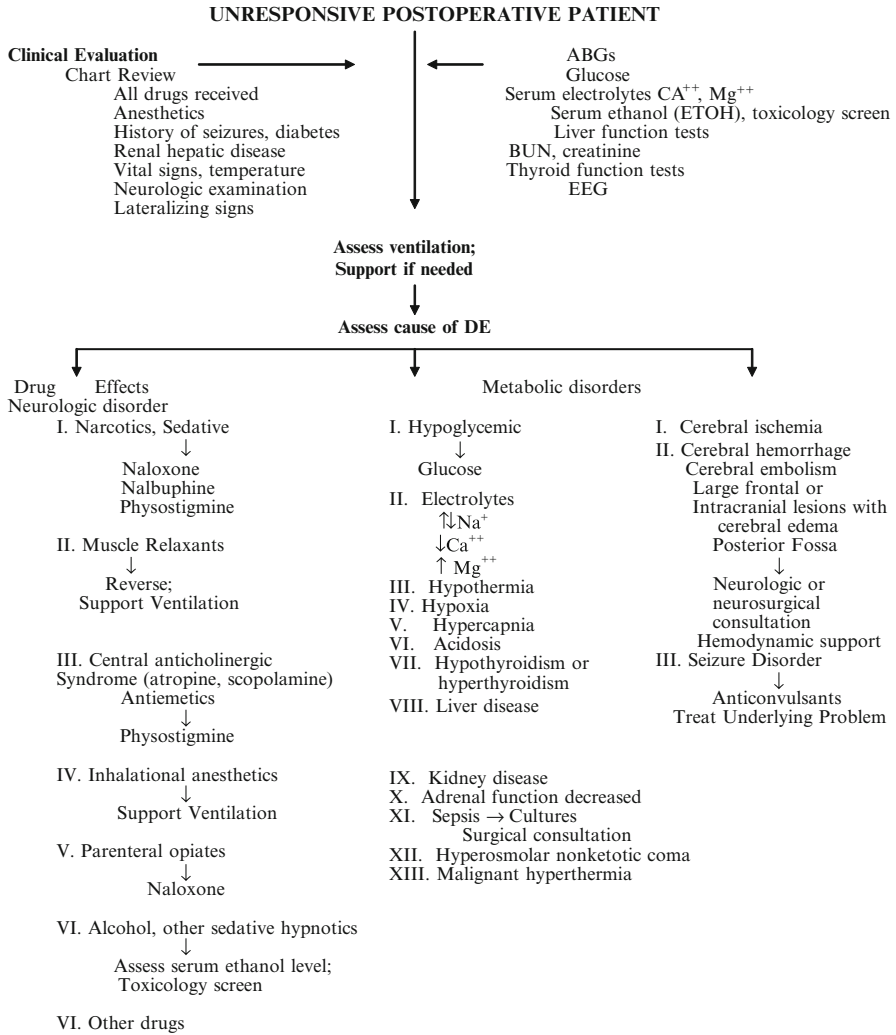 UNRESPONSIVE POSTOPERATIVE PATIENT
Clinical Evaluation
Chart Review
All drugs received
Anesthetics
History of seizures, diabetes
Renal hepatic disease
Vital signs, temperature
Neurologic examination
Lateralizing signs
ABGs
Glucose
Serum electrolytes CA⁺⁺, Mg⁺⁺
Serum ethanol (ETOH), toxicology screen
Liver function tests
BUN, creatinine
Thyroid function tests
EEG
Assess ventilation;
Support if needed
Assess cause of DE
Drug Effects
Neurologic disorder
I. Narcotics, Sedative
↓
Naloxone
Nalbuphine
Physostigmine
II. Muscle Relaxants
↓
Reverse;
Support Ventilation
III. Central anticholinergic
Syndrome (atropine, scopolamine)
Antiemetics
↓
Physostigmine
IV. Inhalational anesthetics
↓
Support Ventilation
V. Parenteral opiates
↓
Naloxone
VI. Alcohol, other sedative hypnotics
↓
Assess serum ethanol level;
Toxicology screen
VI. Other drugs
Metabolic disorders
I. Hypoglycemic
↓
Glucose
II. Electrolytes
↑↓Na⁺
↓Ca⁺⁺
↑ Mg⁺⁺
III. Hypothermia
IV. Hypoxia
V. Hypercapnia
VI. Acidosis
VII. Hypothyroidism or
hyperthyroidism
VIII. Liver disease
IX. Kidney disease
X. Adrenal function decreased
XI. Sepsis → Cultures
Surgical consultation
XII. Hyperosmolar nonketotic coma
XIII. Malignant hyperthermia
I. Cerebral ischemia
II. Cerebral hemorrhage
Cerebral embolism
Large frontal or
Intracranial lesions with
cerebral edema
Posterior Fossa
↓
Neurologic or
neurosurgical
consultation
Hemodynamic support
III. Seizure Disorder
↓
Anticonvulsants
Treat Underlying Problem